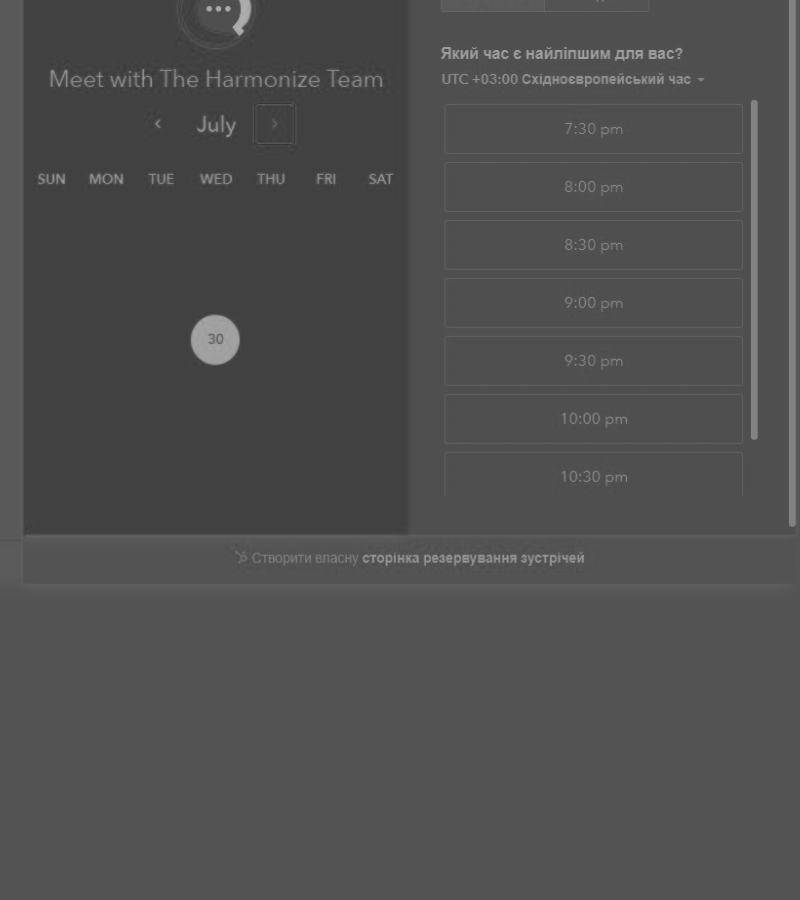 Meet with The Harmonize Team
July
SUN MON TUE WED THU FRI SAT
30
Який час є найліпшим для вас?
UTC +03:00 Східноєвропейський час
7:30 pm
8:00 pm
8:30 pm
9:00 pm
9:30 pm
10:00 pm
10:30 pm
Створити власну сторінка резервування зустрічей